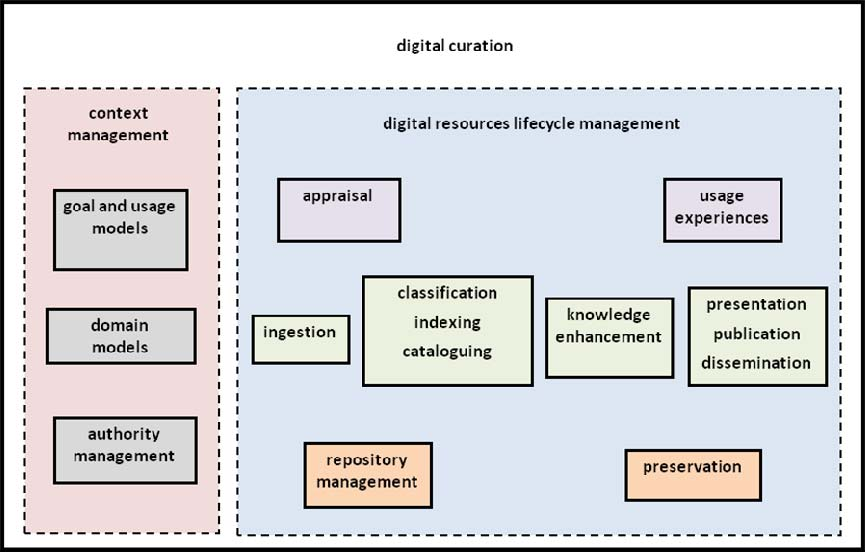 digital curation
context
management
goal and usage
models
domain
models
authority
management
digital resources lifecycle management
appraisal
usage
experiences
ingestion
classification
indexing
cataloguing
knowledge
enhancement
presentation
publication
dissemination
repository
management
preservation